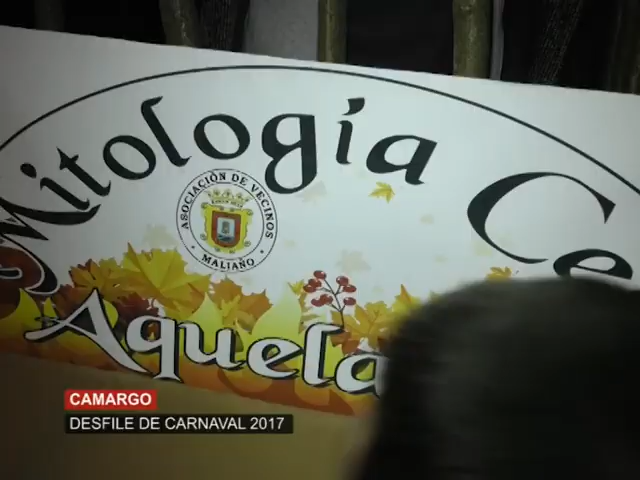 Mitología Ce
ASOCIACIÓN DE VECINOS
MALIAÑO
Aquela
CAMARGO
DESFILE DE CARNAVAL 2017